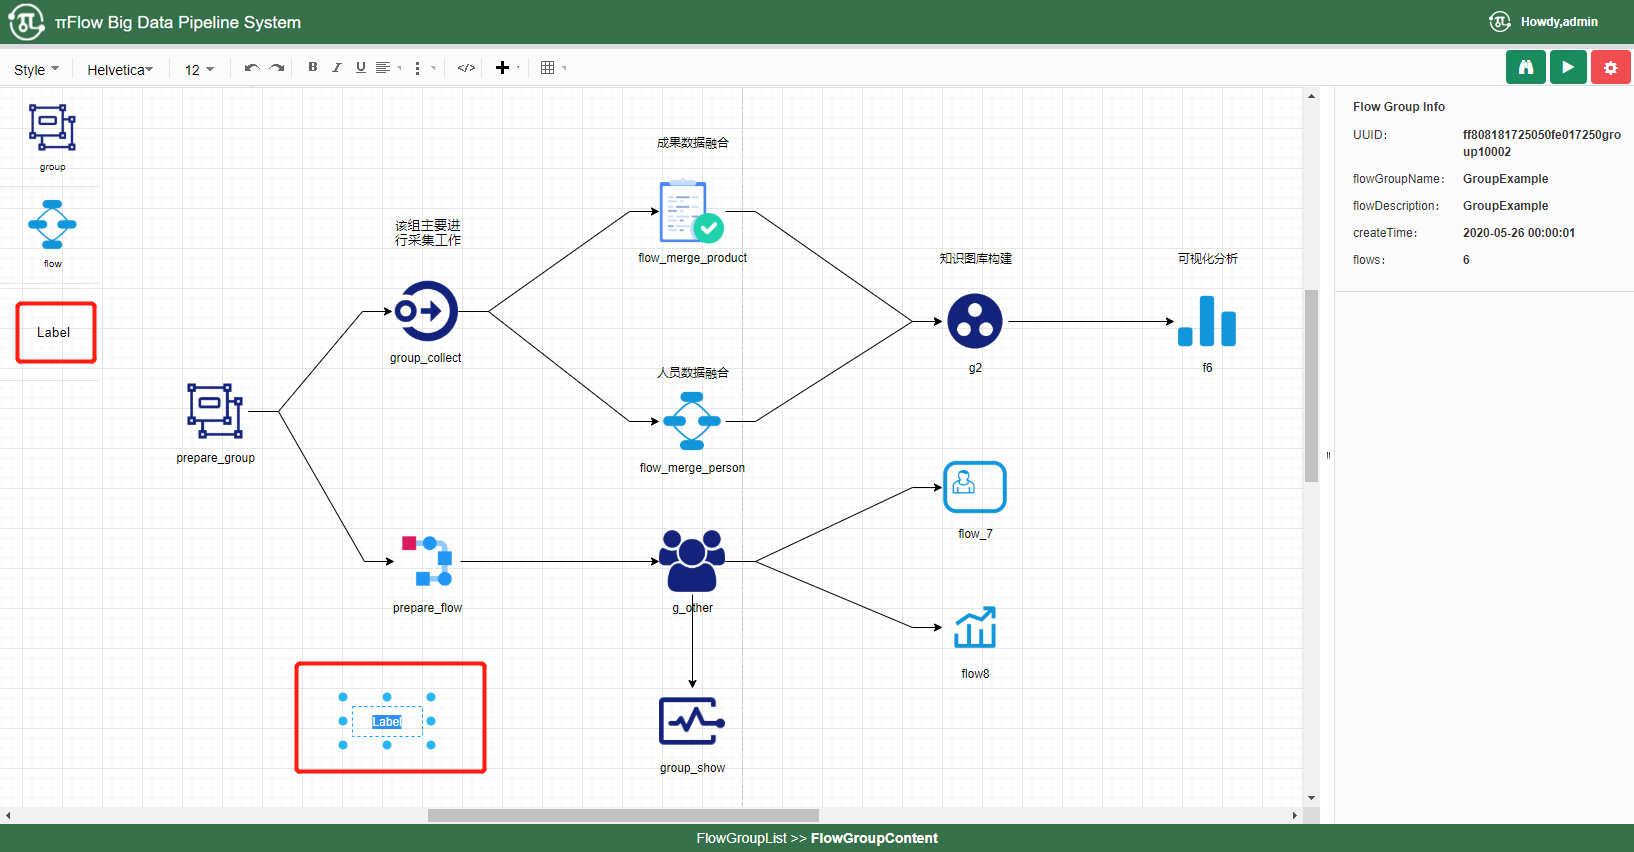 πFlow Big Data Pipeline System
Howdy,admin
Style
Helvetica
12
B I U
</>
group
flow
Label
成果数据融合
flow_merge_product
该组主要进
行采集工作
group_collect
知识图库构建
g2
可视化分析
f6
人员数据融合
flow_merge_person
prepare_group
flow_7
prepare_flow
g_other
flow8
Label
group_show
Flow Group Info
UUID: ff808181725050fe017250gro
up10002
flowGroupName: GroupExample
flowDescription: GroupExample
createTime: 2020-05-26 00:00:01
flows: 6
FlowGroupList >> FlowGroupContent